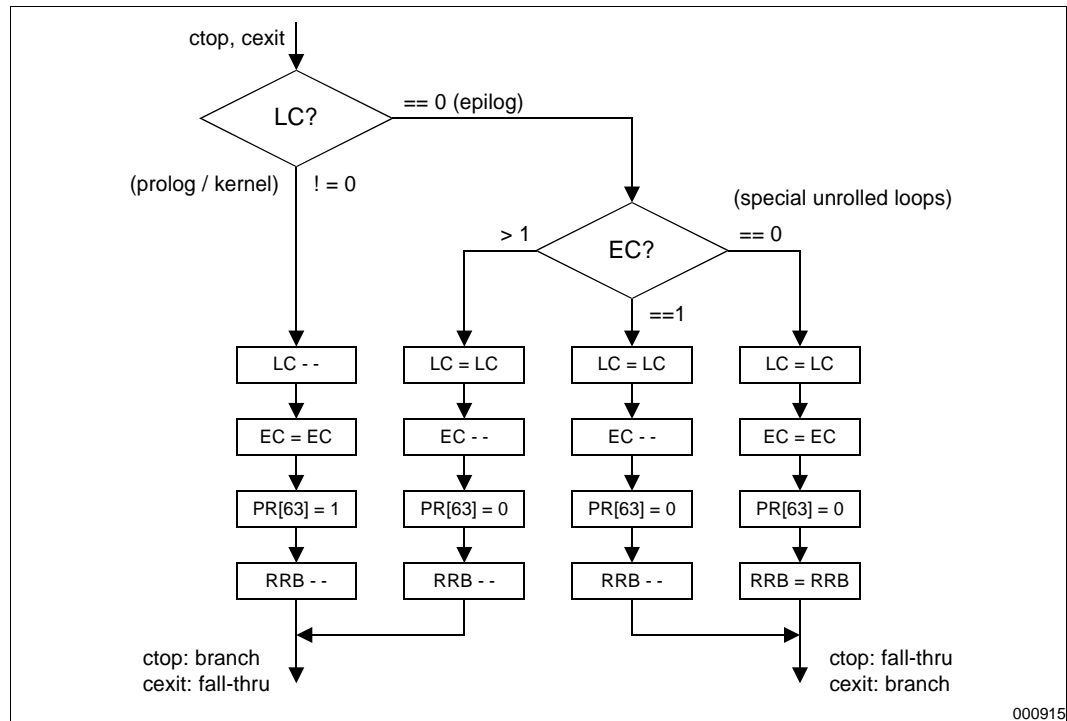 ctop, cexit
LC?
== 0 (epilog)
(prolog / kernel)
! = 0
(special unrolled loops)
> 1
EC?
== 0
==1
LC - -
LC = LC
LC = LC
LC = LC
EC = EC
EC - -
EC - -
EC = EC
PR[63] = 1
PR[63] = 0
PR[63] = 0
PR[63] = 0
RRB - -
RRB - -
RRB - -
RRB = RRB
ctop: branch
cexit: fall-thru
ctop: fall-thru
cexit: branch
000915